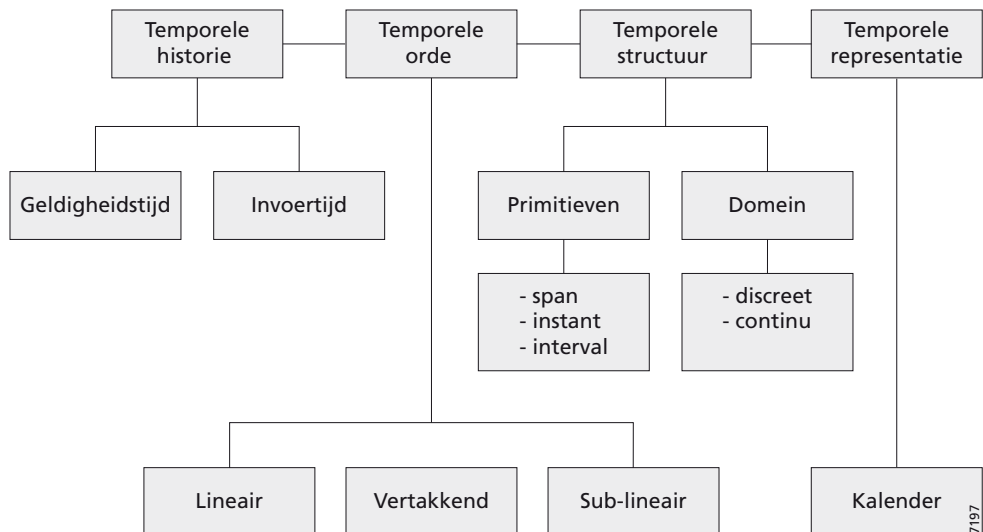 Temporele
historie
Temporele
orde
Temporele
structuur
Temporele
representatie
Geldigheidstijd
Invoertijd
Primitieven
Domein
- span
- instant
- interval
- discreet
- continu
Lineair
Vertakkend
Sub-lineair
Kalender
7197